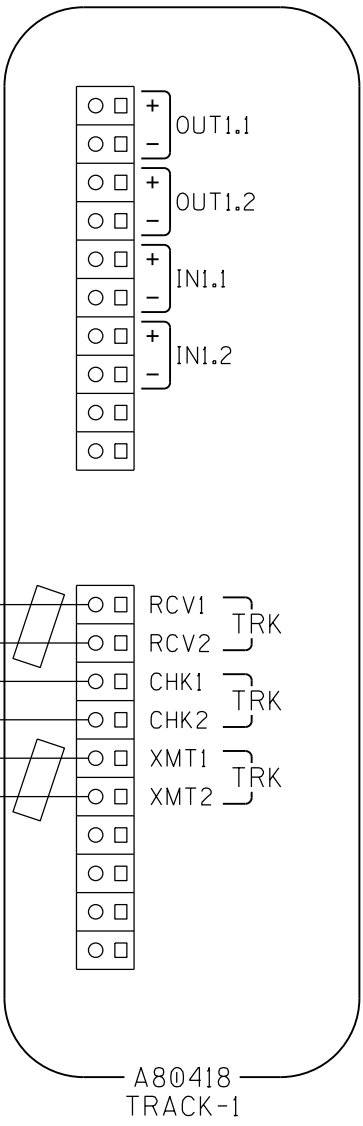 +
OUT1.1
-
+
OUT1.2
-
+
IN1.1
-
+
IN1.2
-
RCV1
TRK
RCV2
CHK1
TRK
CHK2
XMT1
TRK
XMT2
A80418
TRACK-1